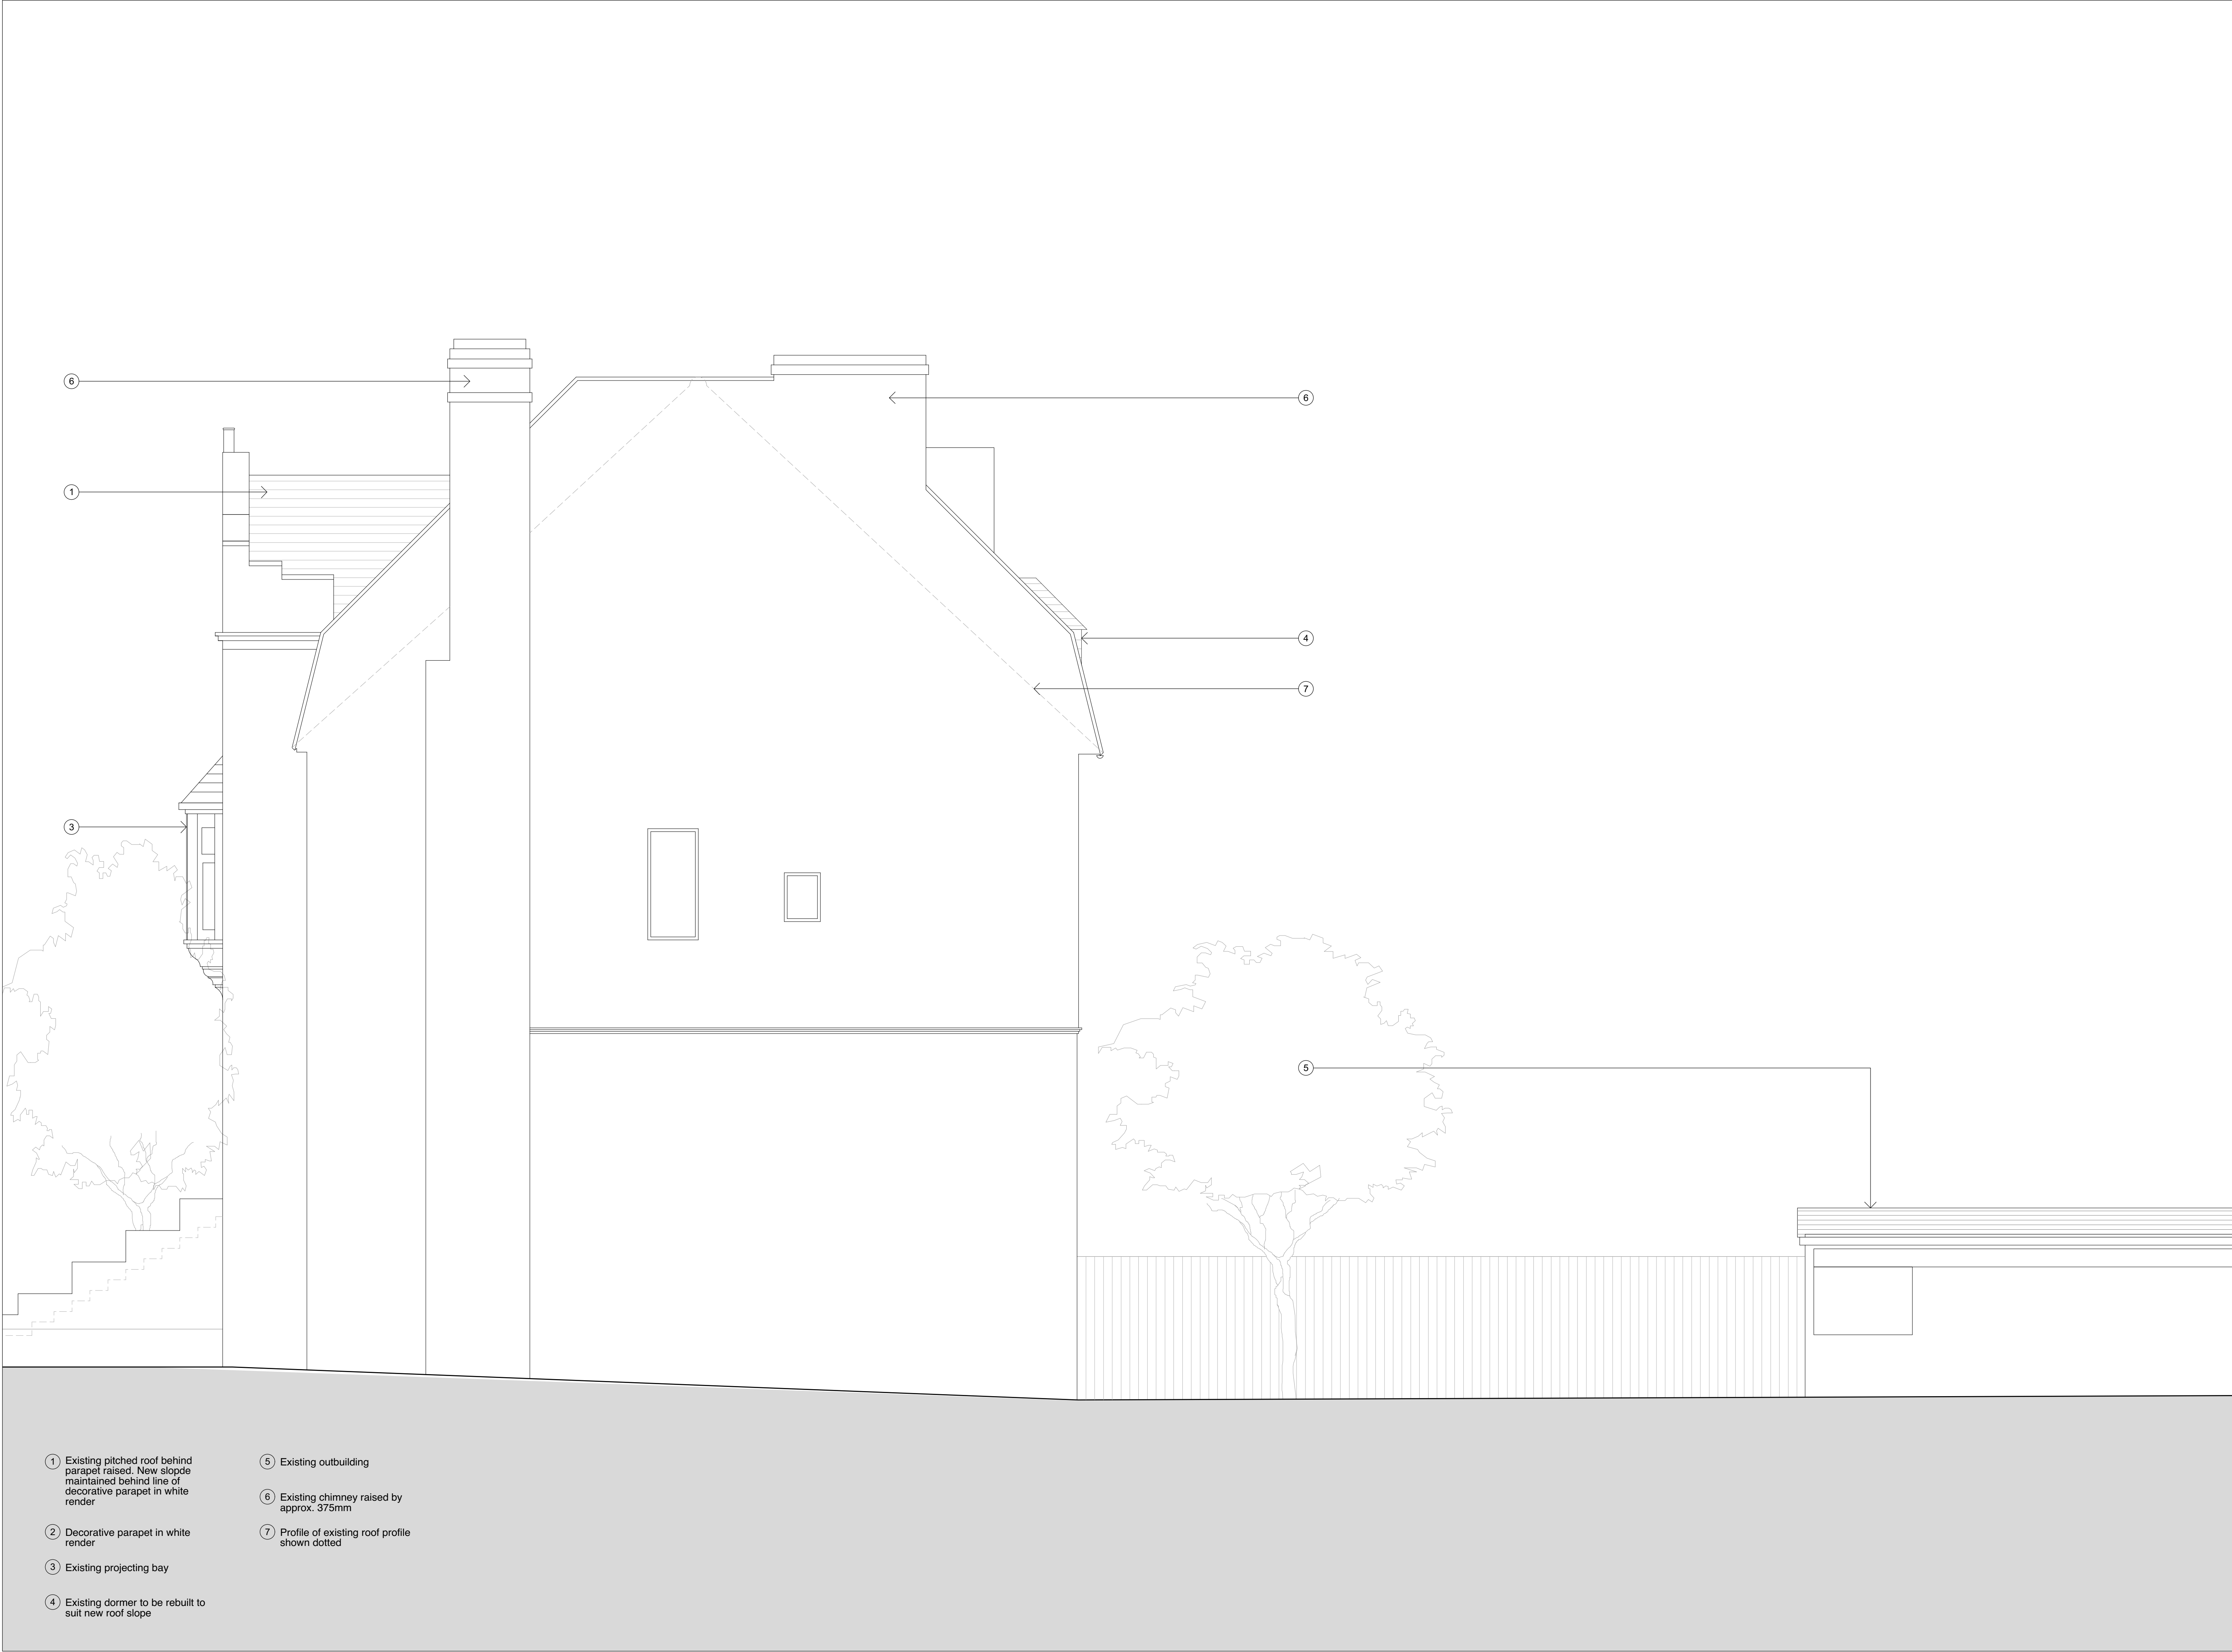 6
6
1
4
7
3
5
1 Existing pitched roof behind
parapet raised. New slopde
maintained behind line of
decorative parapet in white
render
2 Decorative parapet in white
render
3 Existing projecting bay
4 Existing dormer to be rebuilt to
suit new roof slope
5 Existing outbuilding
6 Existing chimney raised by
approx. 375mm
7 Profile of existing roof profile
shown dotted